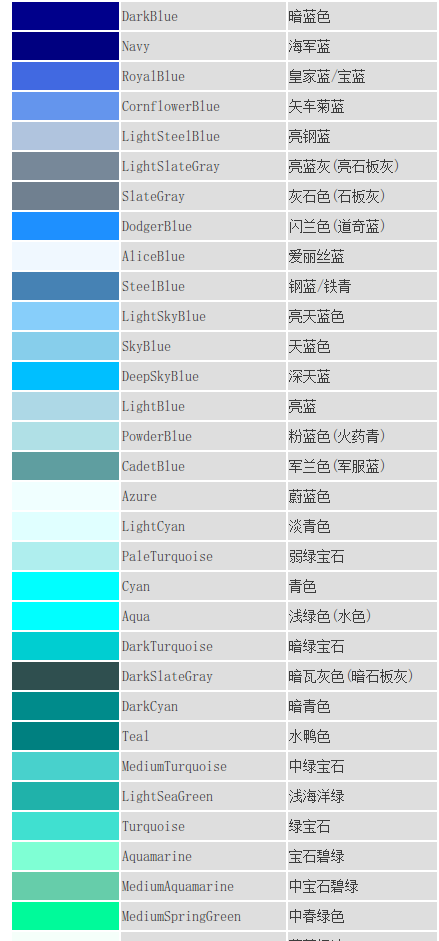 DarkBlue 暗蓝色
Navy 海军蓝
RoyalBlue 皇家蓝/宝蓝
CornflowerBlue 矢车菊蓝
LightSteelBlue 亮钢蓝
LightSlateGray 亮蓝灰(亮石板灰)
SlateGray 灰石色(石板灰)
DodgerBlue 闪兰色(道奇蓝)
AliceBlue 爱丽丝蓝
SteelBlue 钢蓝/铁青
LightSkyBlue 亮天蓝色
SkyBlue 天蓝色
DeepSkyBlue 深天蓝
LightBlue 亮蓝
PowderBlue 粉蓝色(火药青)
CadetBlue 军兰色(军服蓝)
Azure 蔚蓝色
LightCyan 淡青色
PaleTurquoise 弱绿宝石
Cyan 青色
Aqua 浅绿色(水色)
DarkTurquoise 暗绿宝石
DarkSlateGray 暗瓦灰色(暗石板灰)
DarkCyan 暗青色
Teal 水鸭色
MediumTurquoise 中绿宝石
LightSeaGreen 浅海洋绿
Turquoise 绿宝石
Aquamarine 宝石碧绿
MediumAquamarine 中宝石碧绿
MediumSpringGreen 中春绿色